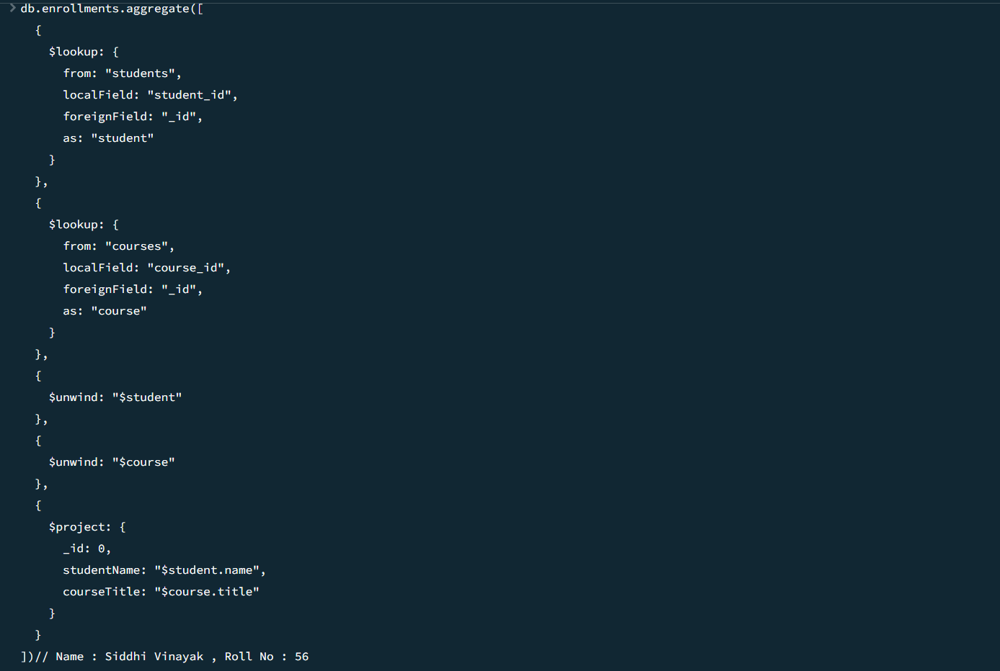 db.enrollments.aggregate([
  {
    $lookup: {
      from: "students",
      localField: "student_id",
      foreignField: "_id",
      as: "student"
    }
  },
  {
    $lookup: {
      from: "courses",
      localField: "course_id",
      foreignField: "_id",
      as: "course"
    }
  },
  {
    $unwind: "$student"
  },
  {
    $unwind: "$course"
  },
  {
    $project: {
      _id: 0,
      studentName: "$student.name",
      courseTitle: "$course.title"
    }
  }
])// Name : Siddhi Vinayak , Roll No : 56